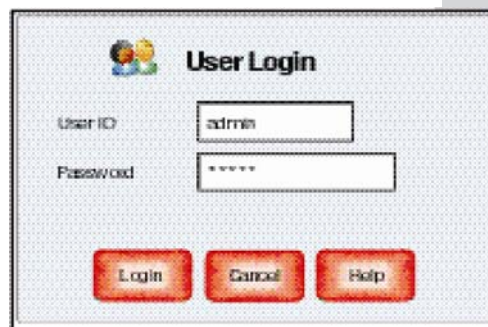 User Login
User ID
admin
Password
*****
Login
Cancel
Help